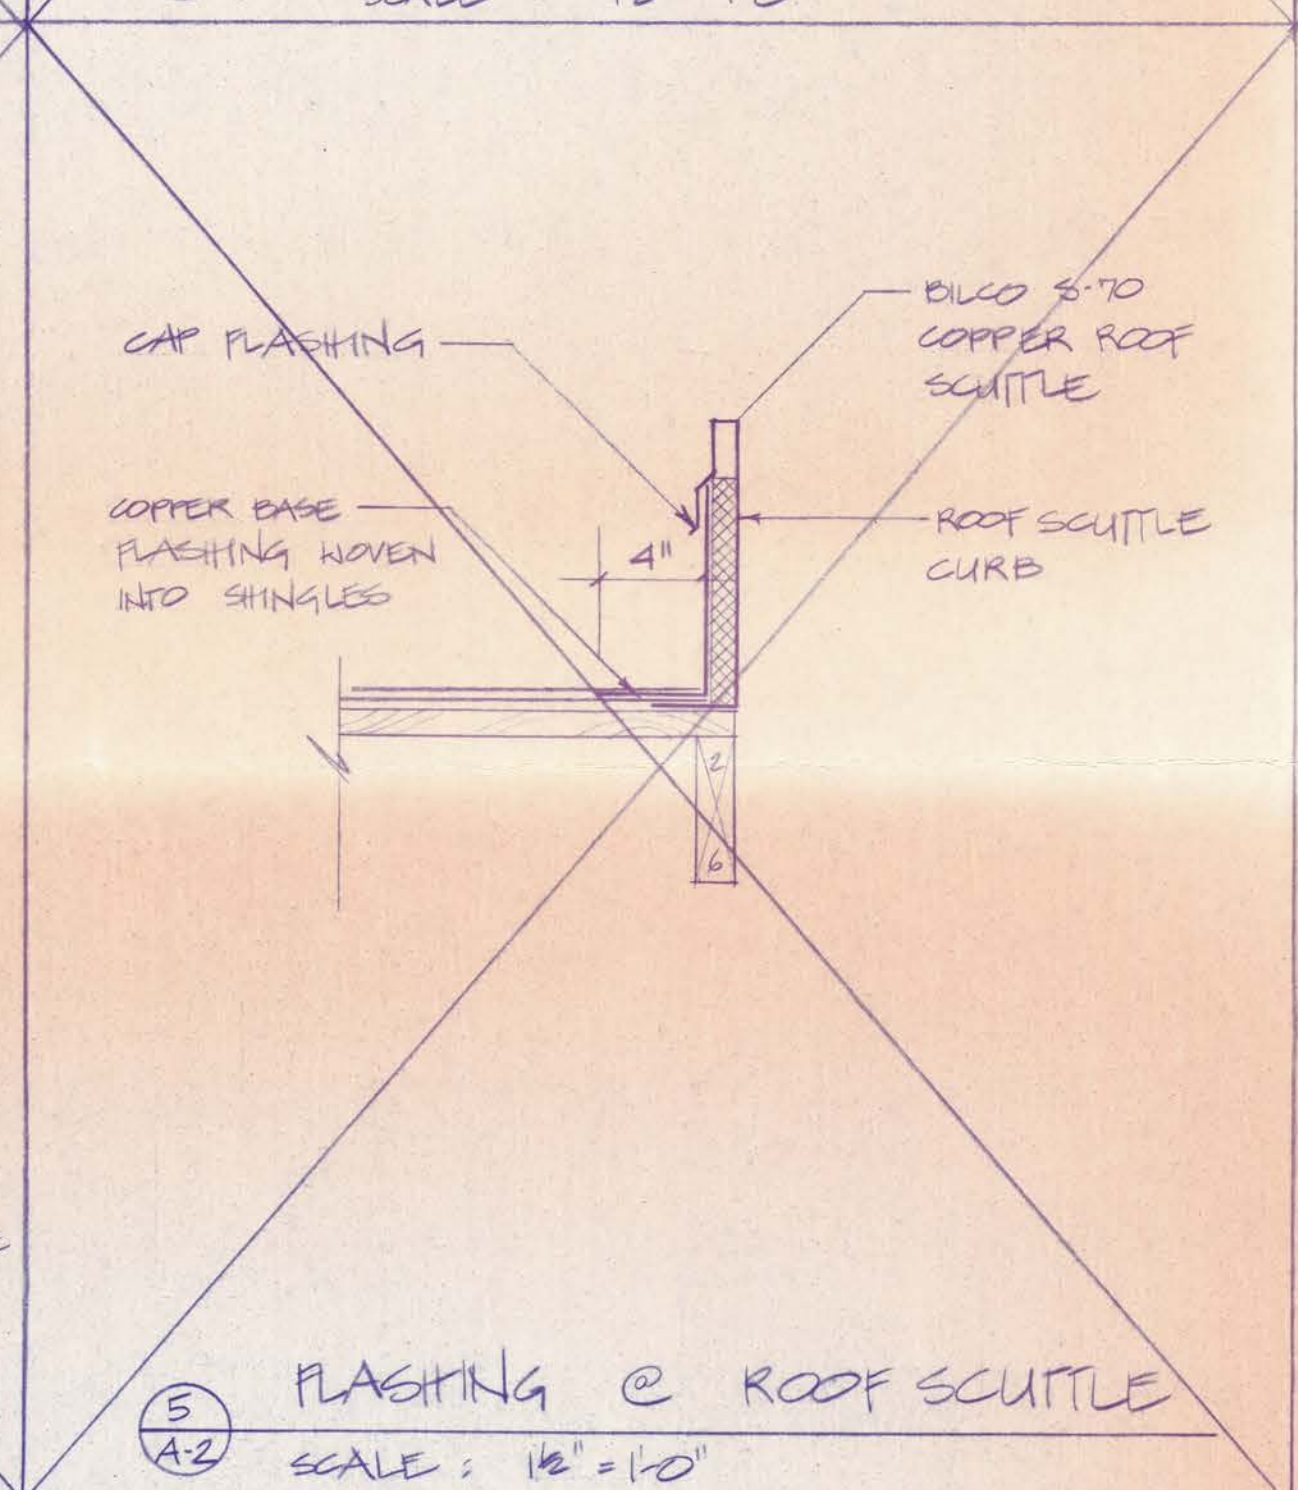 CAP FLASHING
BILCO S-70
COPPER ROOF
SCUTTLE
COPPER BASE
FLASHING WOVEN
INTO SHINGLES
4"
ROOF SCUTTLE
CURB
2
6
5
A-2
FLASHING @ ROOF SCUTTLE
SCALE : 1½" = 1'-0"